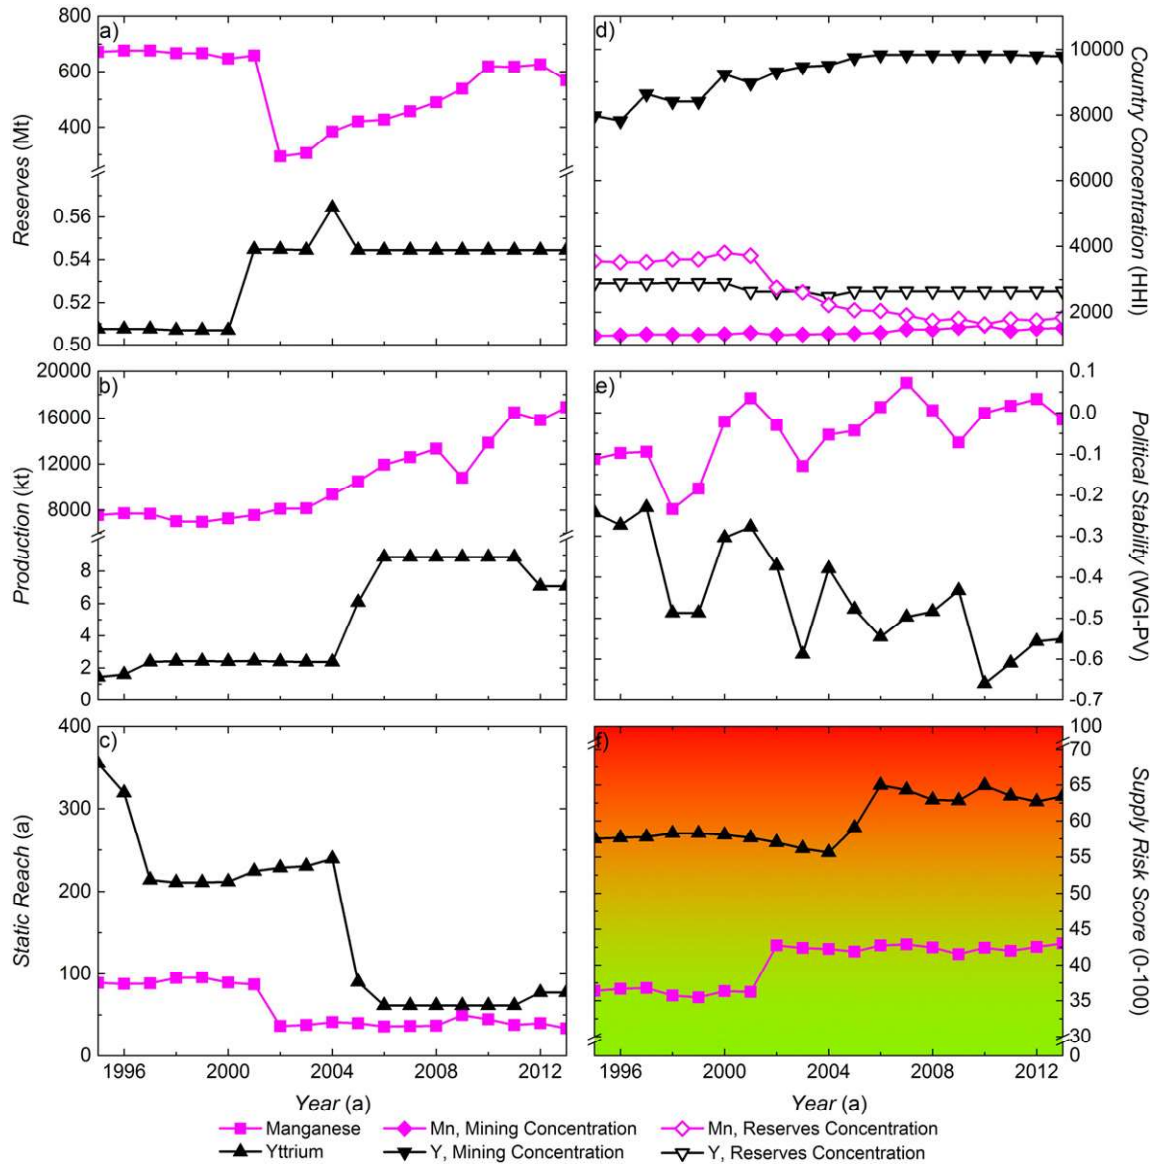 a)
800
600
400
0.56
0.54
0.52
0.50
Reserves (Mt)
d)
10000
8000
6000
4000
2000
Country Concentration (HHI)
b)
20000
16000
12000
8000
8
6
4
2
0
Production (kt)
e)
0.1
0.0
-0.1
-0.2
-0.3
-0.4
-0.5
-0.6
-0.7
Political Stability (WGI-PV)
c)
400
300
200
100
0
Static Reach (a)
f)
100
70
65
60
55
50
45
40
35
30
0
Supply Risk Score (0-100)
1996 2000 2004 2008 2012
1996 2000 2004 2008 2012
Year (a)
Year (a)
Manganese Mn, Mining Concentration Mn, Reserves Concentration
Yttrium Y, Mining Concentration Y, Reserves Concentration